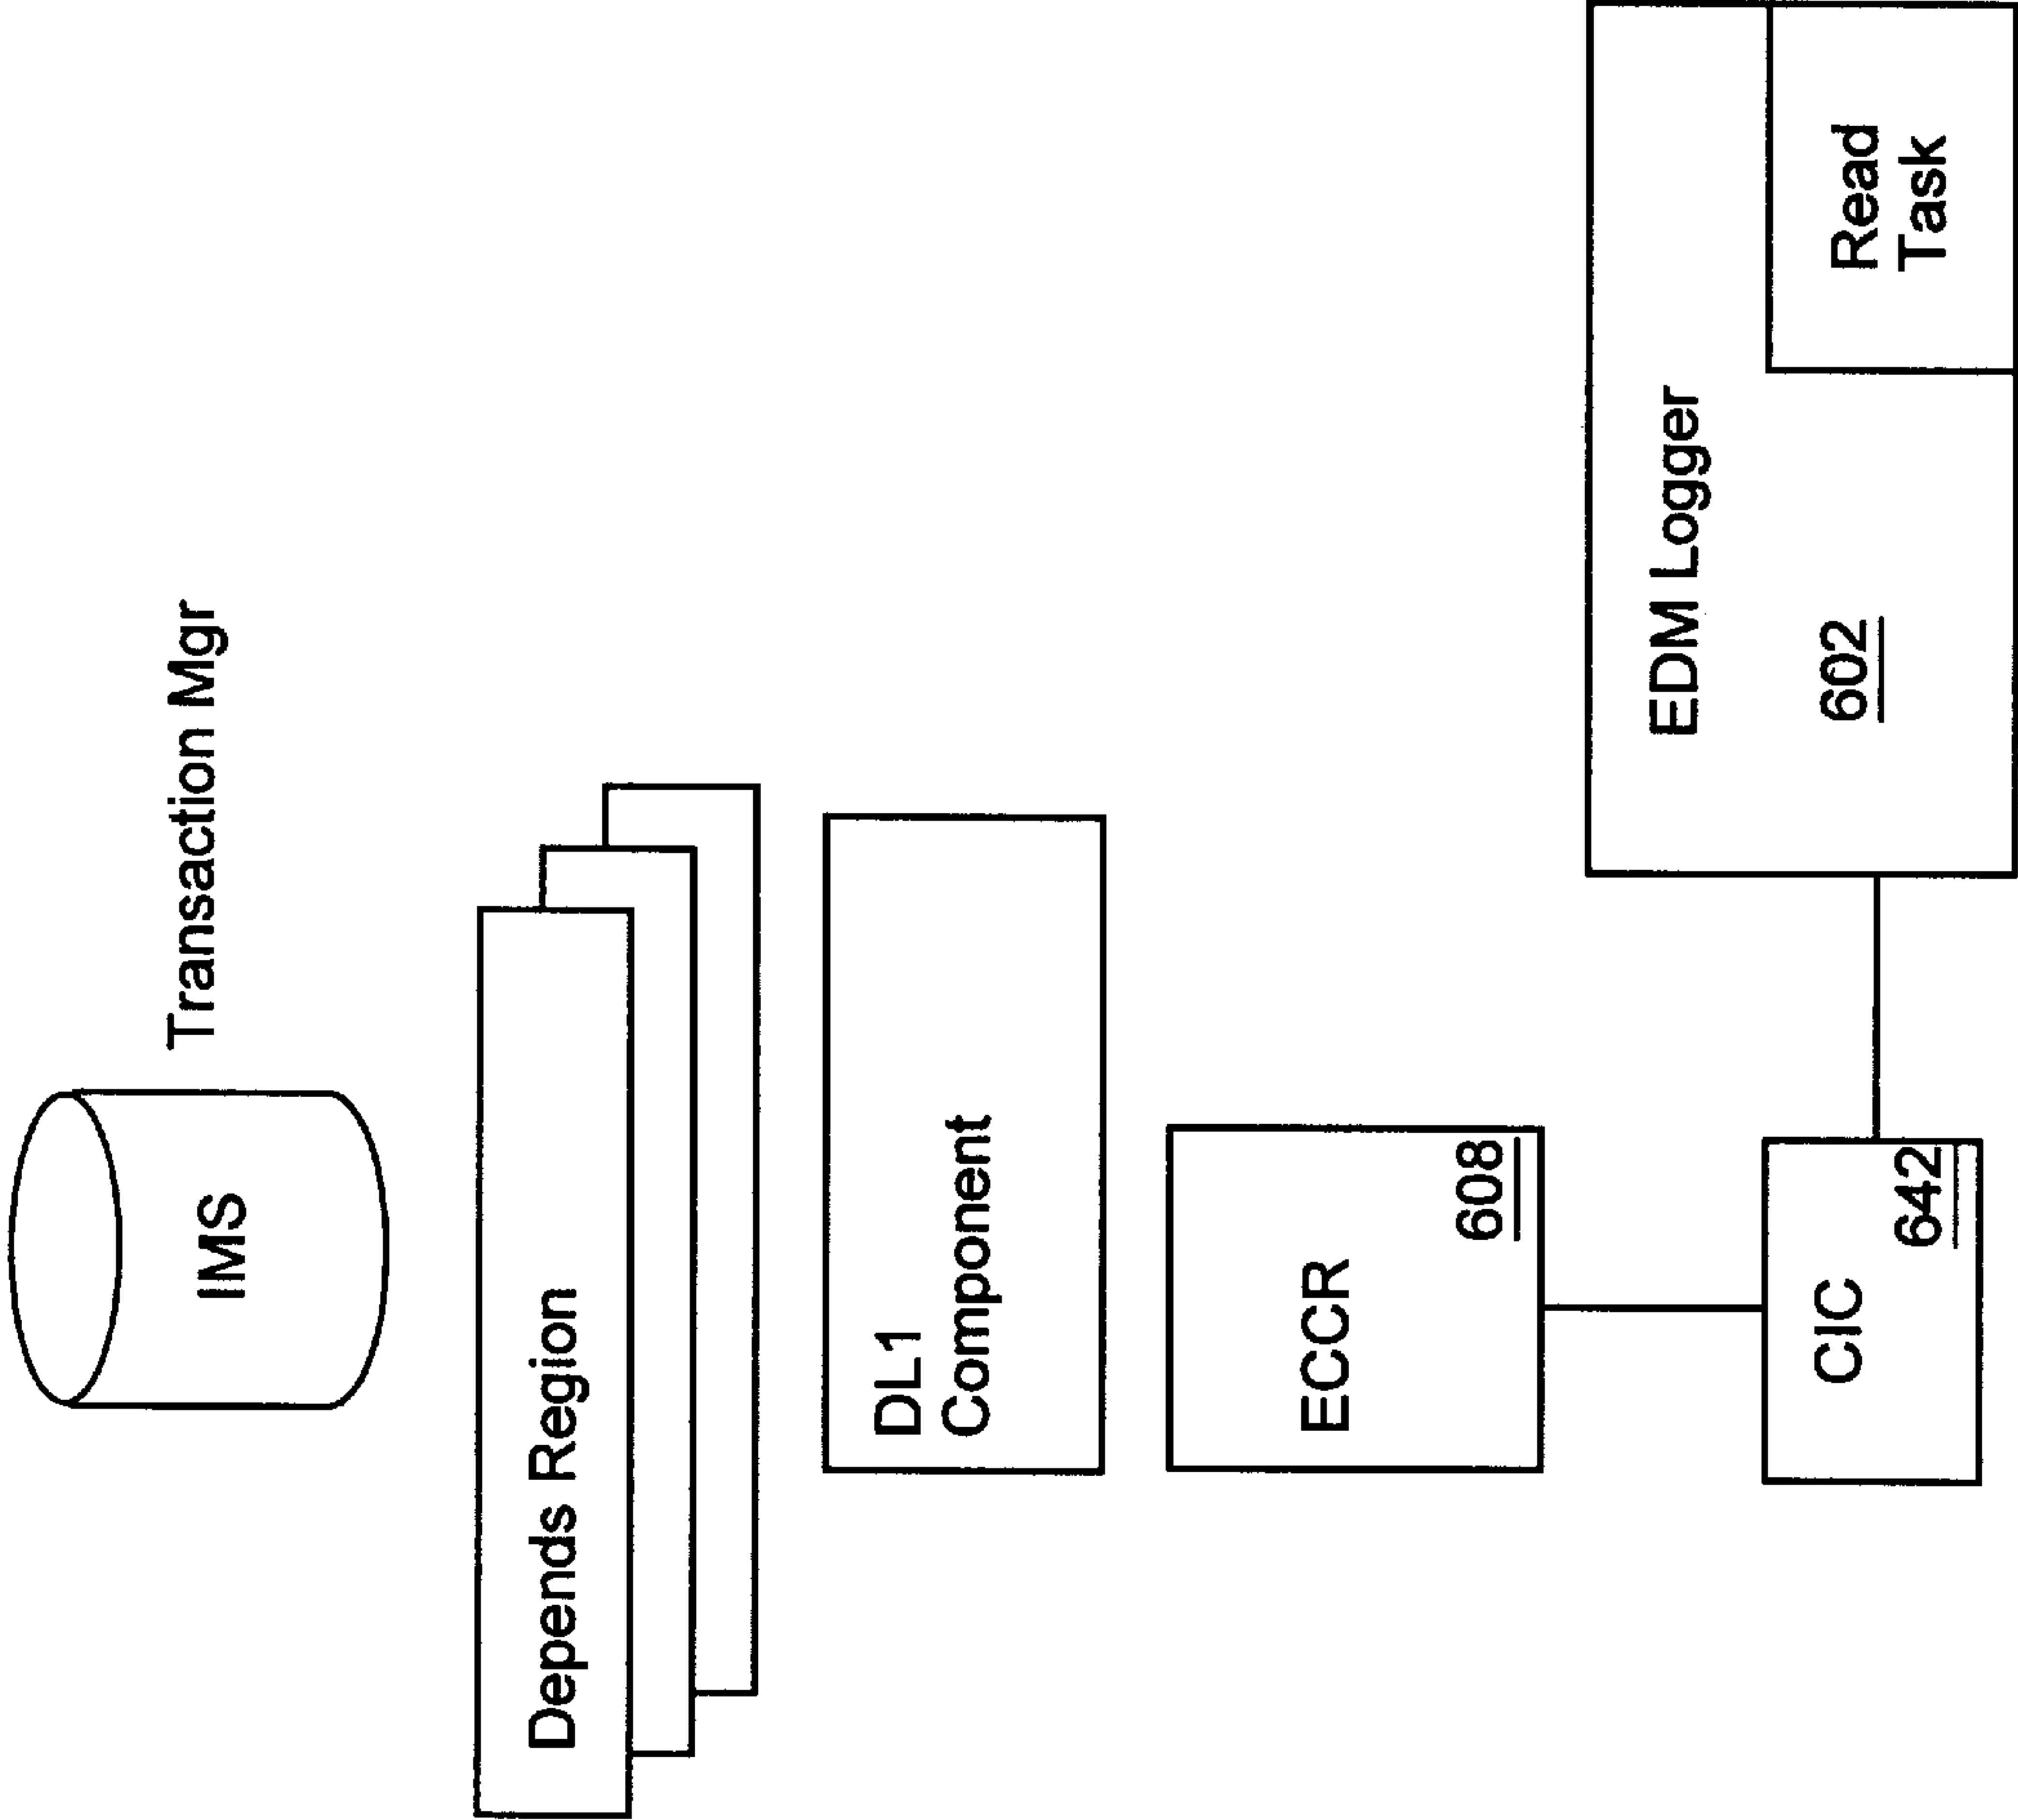 IMS
Transaction Mgr
Depends Region
DL1
Component
ECCR
608
CIC
642
EDM Logger
602
Read
Task